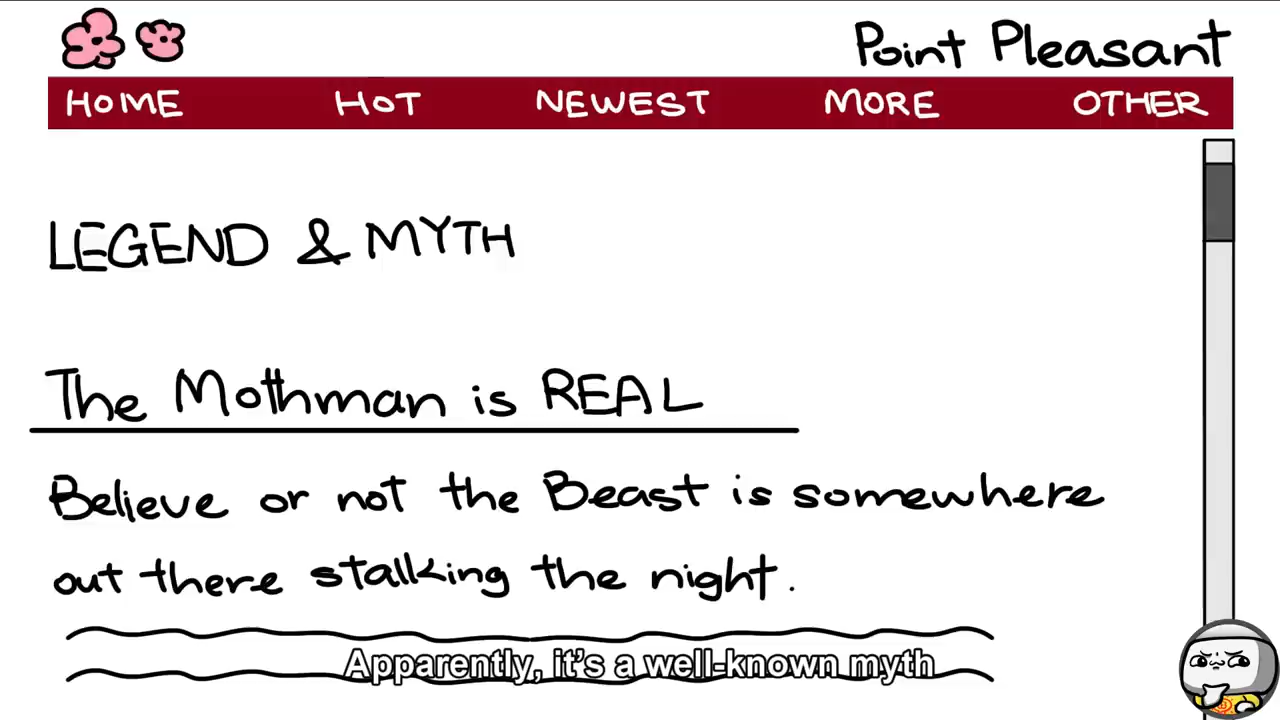 Point Pleasant
HOME HOT NEWEST MORE OTHER
LEGEND & MYTH
The Mothman is REAL
Believe or not the Beast is somewhere
out there stalking the night.
Apparently, it's a well-known myth